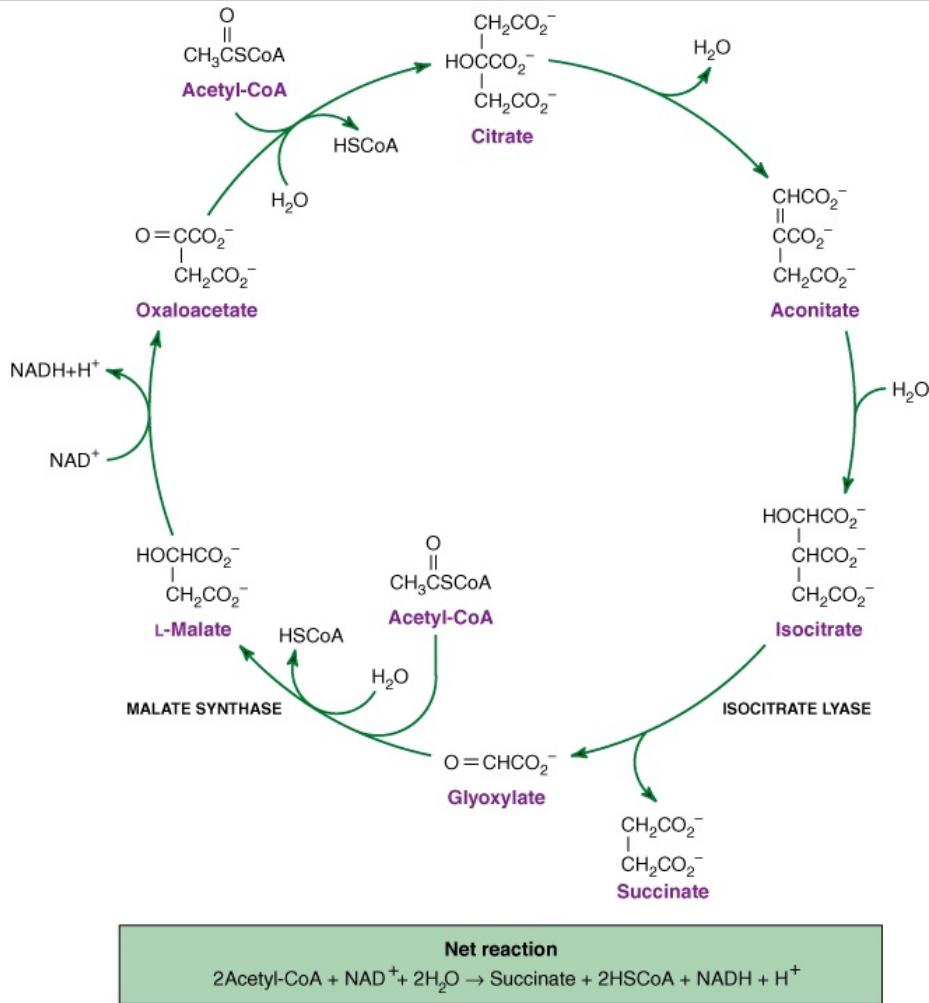 O
||
CH₃CSCoA
Acetyl-CoA
CH₂CO₂⁻
HOCCO₂⁻
CH₂CO₂⁻
Citrate
H₂O
HSCoA
H₂O
CHCO₂⁻
||
CCO₂⁻
CH₂CO₂⁻
Aconitate
O=CCO₂⁻
CH₂CO₂⁻
Oxaloacetate
NADH+H⁺
NAD⁺
H₂O
HOCHCO₂⁻
CHCO₂⁻
CH₂CO₂⁻
Isocitrate
HOCHCO₂⁻
CH₂CO₂⁻
L-Malate
O
||
CH₃CSCoA
Acetyl-CoA
HSCoA
H₂O
MALATE SYNTHASE
ISOCITRATE LYASE
O=CHCO₂⁻
Glyoxylate
CH₂CO₂⁻
CH₂CO₂⁻
Succinate
Net reaction
2Acetyl-CoA + NAD⁺+ 2H₂O → Succinate + 2HSCoA + NADH + H⁺